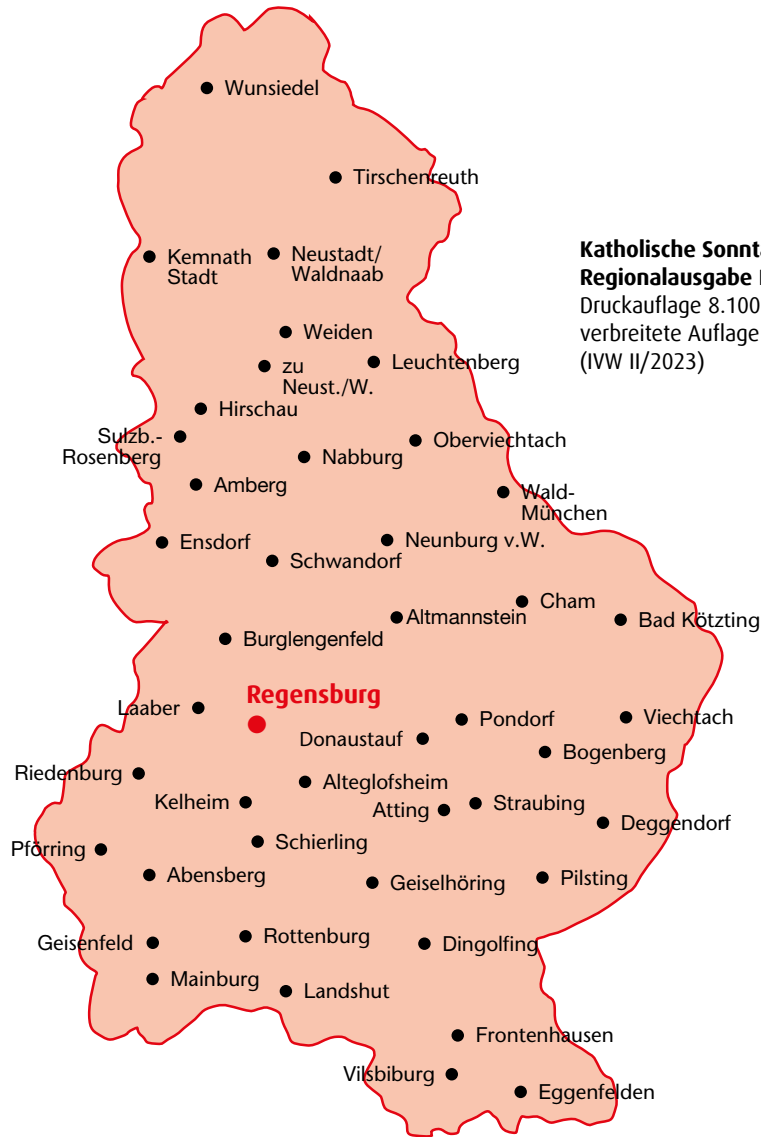 Wunsiedel
Tirschenreuth
Kemnath
Stadt
Neustadt/
Waldnaab
Katholische
Regionalausgabe
Druckauflage 8.100
verbreitete Auflage
(IVW II/2023)
Weiden
zu
Neust./W.
Leuchtenberg
Hirschau
Sulzb.-
Rosenberg
Oberviechtach
Nabburg
Amberg
Wald-
München
Ensdorf
Neunburg v.W.
Schwandorf
Cham
Altmannstein
Bad Kötzting
Burglengenfeld
Regensburg
Laaber
Pondorf
Viechtach
Donaustauf
Bogenberg
Riedenburg
Alteglofsheim
Kelheim
Atting
Straubing
Deggendorf
Schierling
Pförring
Abensberg
Geiselhöring
Pilsting
Geisenfeld
Rottenburg
Dingolfing
Mainburg
Landshut
Frontenhausen
Vilsbiburg
Eggenfelden